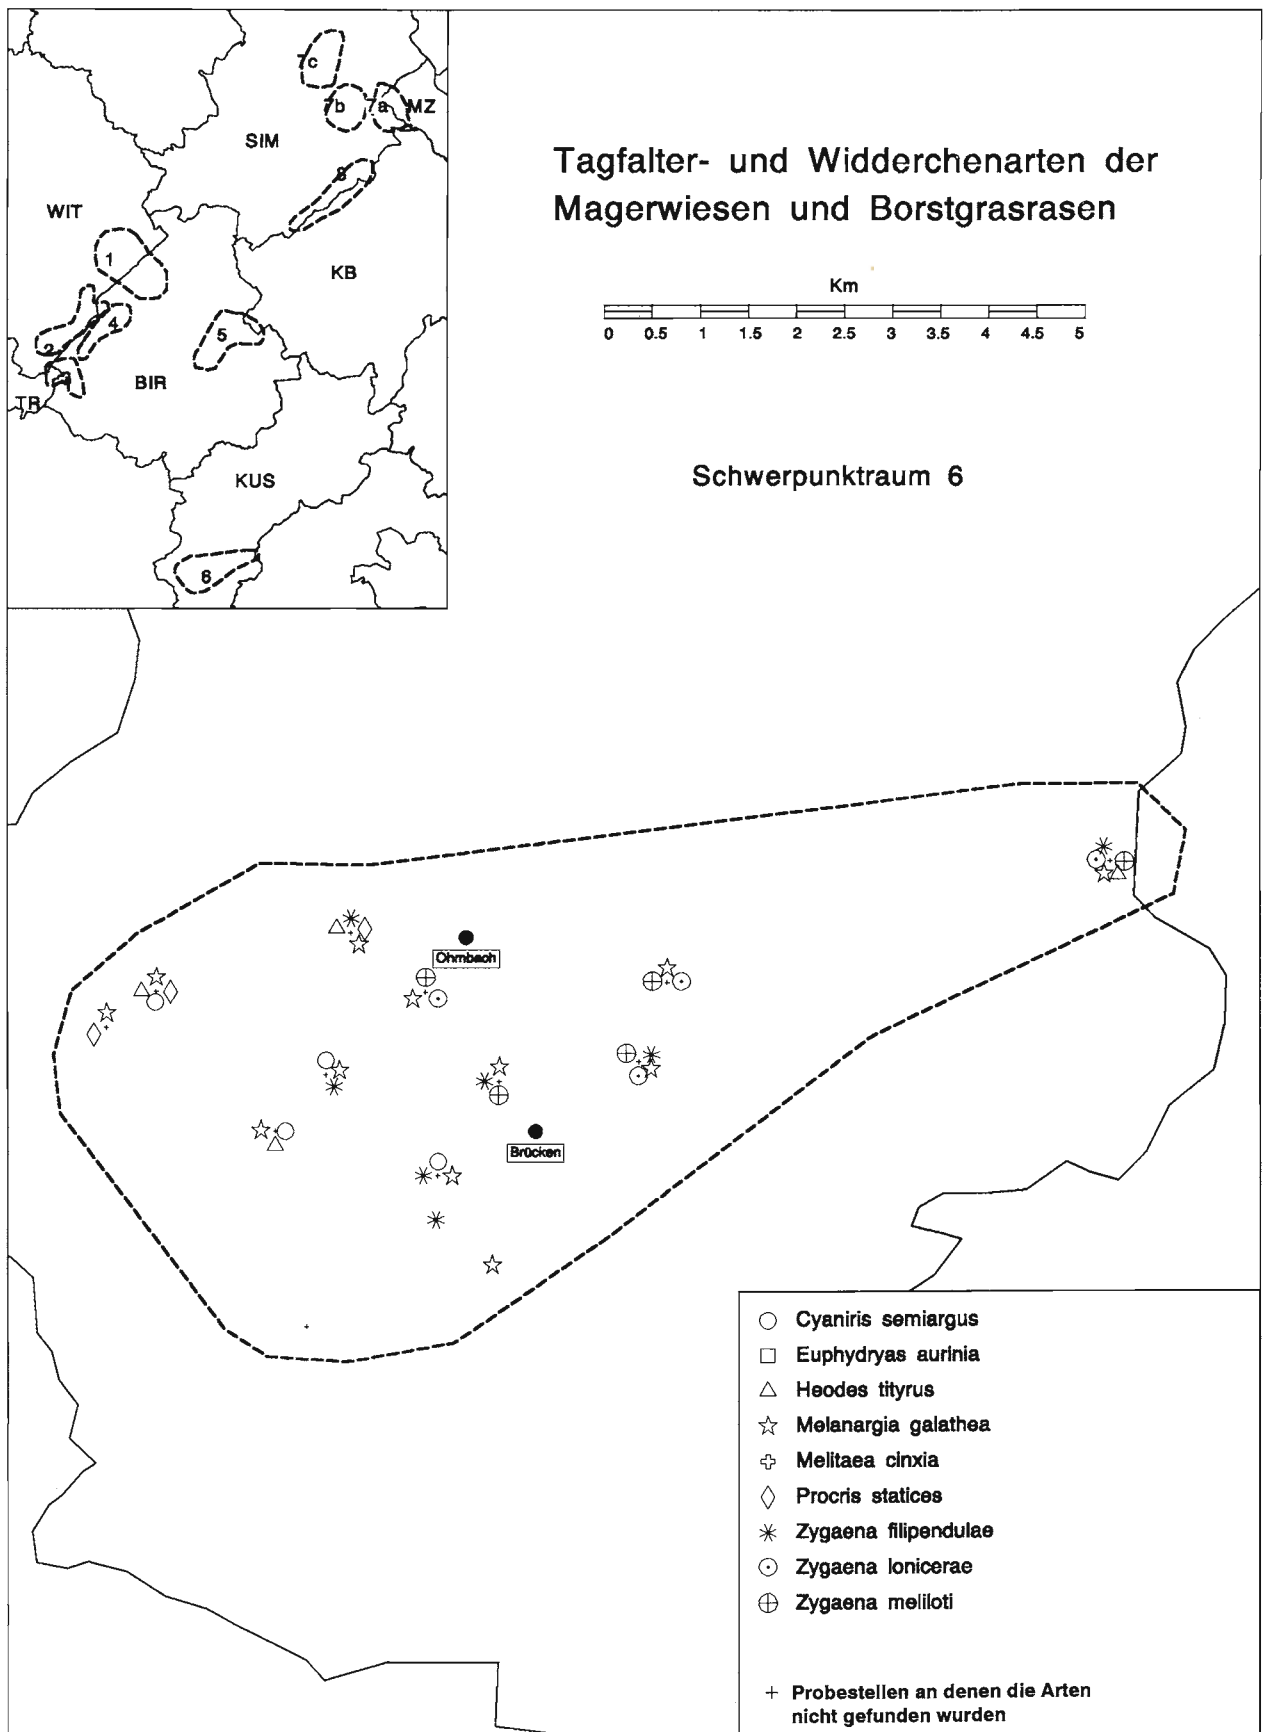 7c
7b
7a
MZ
SIM
8
WIT
1
KB
4
5
2
BIR
TR
KUS
6
Tagfalter- und Widderchenarten der
Magerwiesen und Borstgrasrasen
Km
0 0.5 1 1.5 2 2.5 3 3.5 4 4.5 5
Schwerpunktraum 6
Ohmbach
Brücken
Cyaniris semiargus
Euphydryas aurinia
Heodes tityrus
Melanargia galathea
Melitaea cinxia
Procris statices
Zygaena filipendulae
Zygaena lonicerae
Zygaena meliloti
+ Probestellen an denen die Arten
nicht gefunden wurden